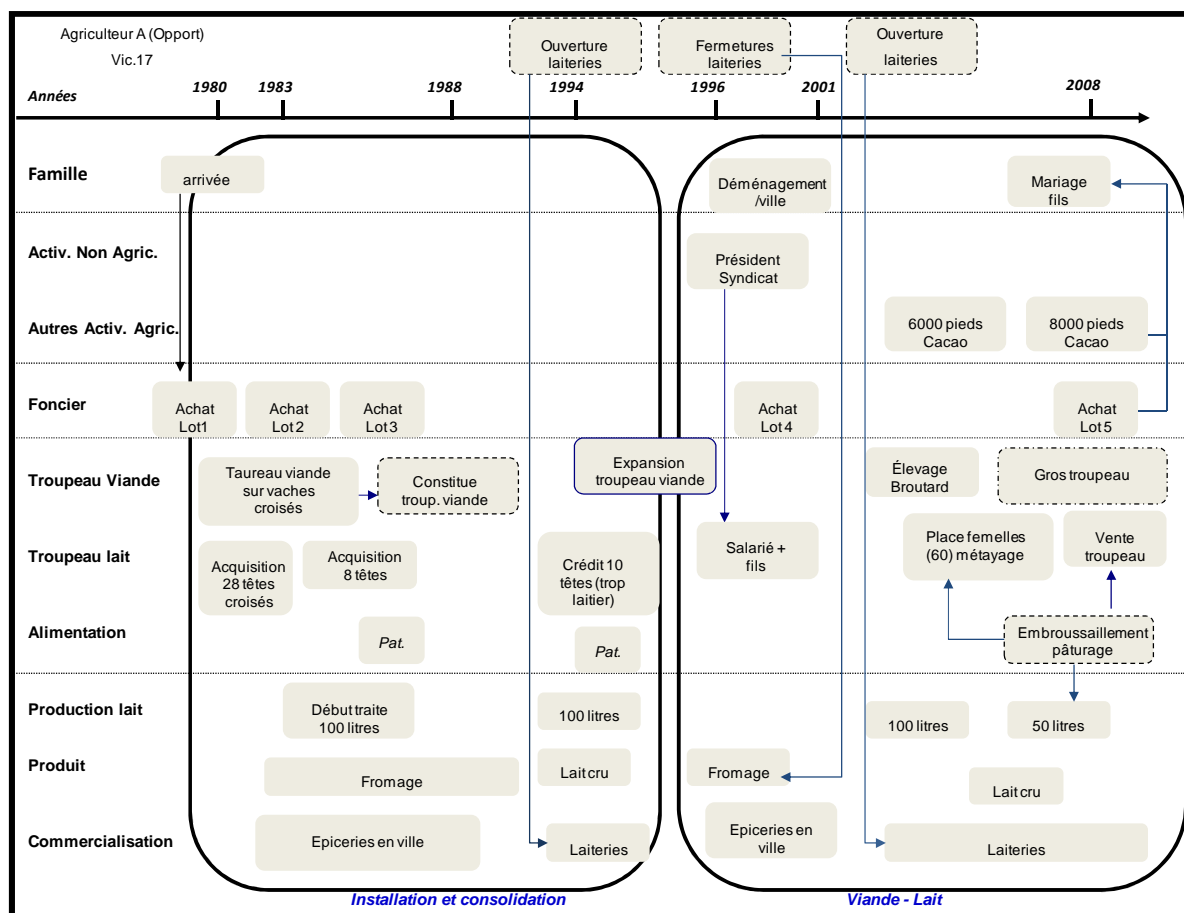 Agriculteur A (Opport)
Vic.17
Ouverture
laiteries
Fermetures
laiteries
Ouverture
laiteries
Années
1980
1983
1988
1994
1996
2001
2008
Famille
arrivée
Déménagement
/ville
Mariage
fils
Activ. Non Agric.
Président
Syndicat
Autres Activ. Agric.
6000 pieds
Cacao
8000 pieds
Cacao
Foncier
Achat
Lot1
Achat
Lot 2
Achat
Lot 3
Achat
Lot 4
Achat
Lot 5
Troupeau Viande
Taureau viande
sur vaches
croisés
Constitue
troup. viande
Expansion
troupeau viande
Élevage
Broutard
Gros troupeau
Troupeau lait
Acquisition
28 têtes
croisés
Acquisition
8 têtes
Crédit 10
têtes (trop
laitier)
Salarié +
fils
Place femelles
(60) métayage
Vente
troupeau
Alimentation
Pat.
Pat.
Embroussaillement
pâturage
Production lait
Début traite
100 litres
100 litres
100 litres
50 litres
Produit
Fromage
Lait cru
Fromage
Lait cru
Commercialisation
Epiceries en ville
Laiteries
Epiceries en
ville
Laiteries
Installation et consolidation
Viande - Lait